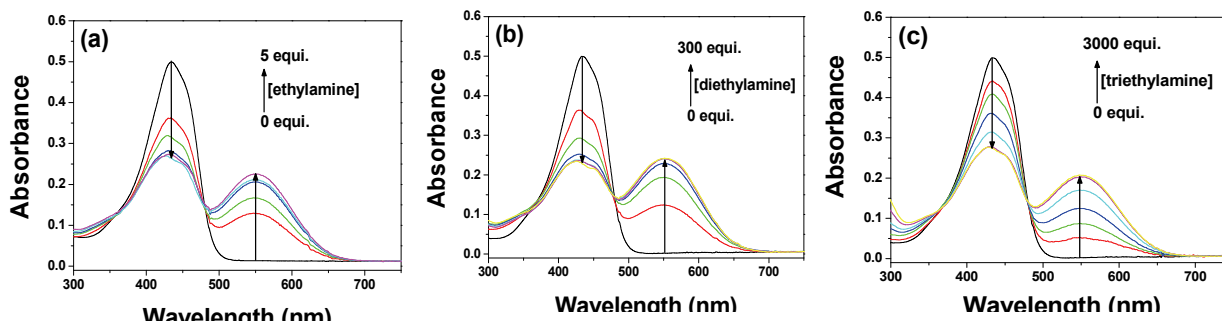 (a)
5 equi.
[ethylamine]
0 equi.
Absorbance
0.6
0.5
0.4
0.3
0.2
0.1
0.0
300 400 500 600 700
Wavelength (nm)
(b)
300 equi.
[diethylamine]
0 equi.
Absorbance
0.6
0.5
0.4
0.3
0.2
0.1
0.0
300 400 500 600 700
Wavelength (nm)
(c)
3000 equi.
[triethylamine]
0 equi.
Absorbance
0.6
0.5
0.4
0.3
0.2
0.1
0.0
300 400 500 600 700
Wavelength (nm)